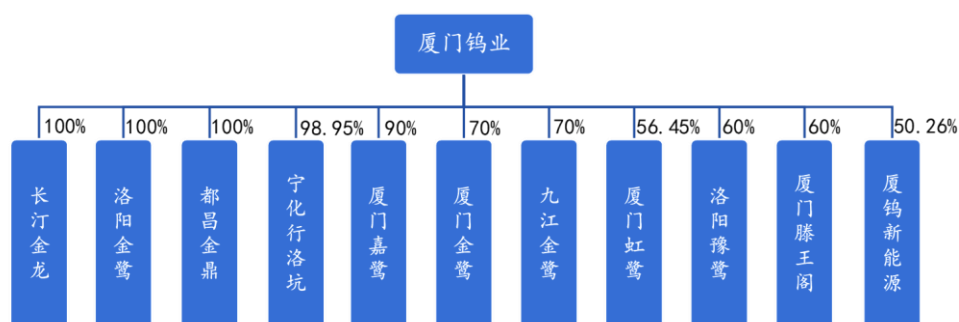 厦门钨业
100%
100%
100%
98.95%
90%
70%
70%
56.45%
60%
60%
50.26%
长汀金龙
洛阳金鹭
都昌金鼎
宁化行洛坑
厦门嘉鹭
厦门金鹭
九江金鹭
厦门虹鹭
洛阳豫鹭
厦门滕王阁
厦钨新能源